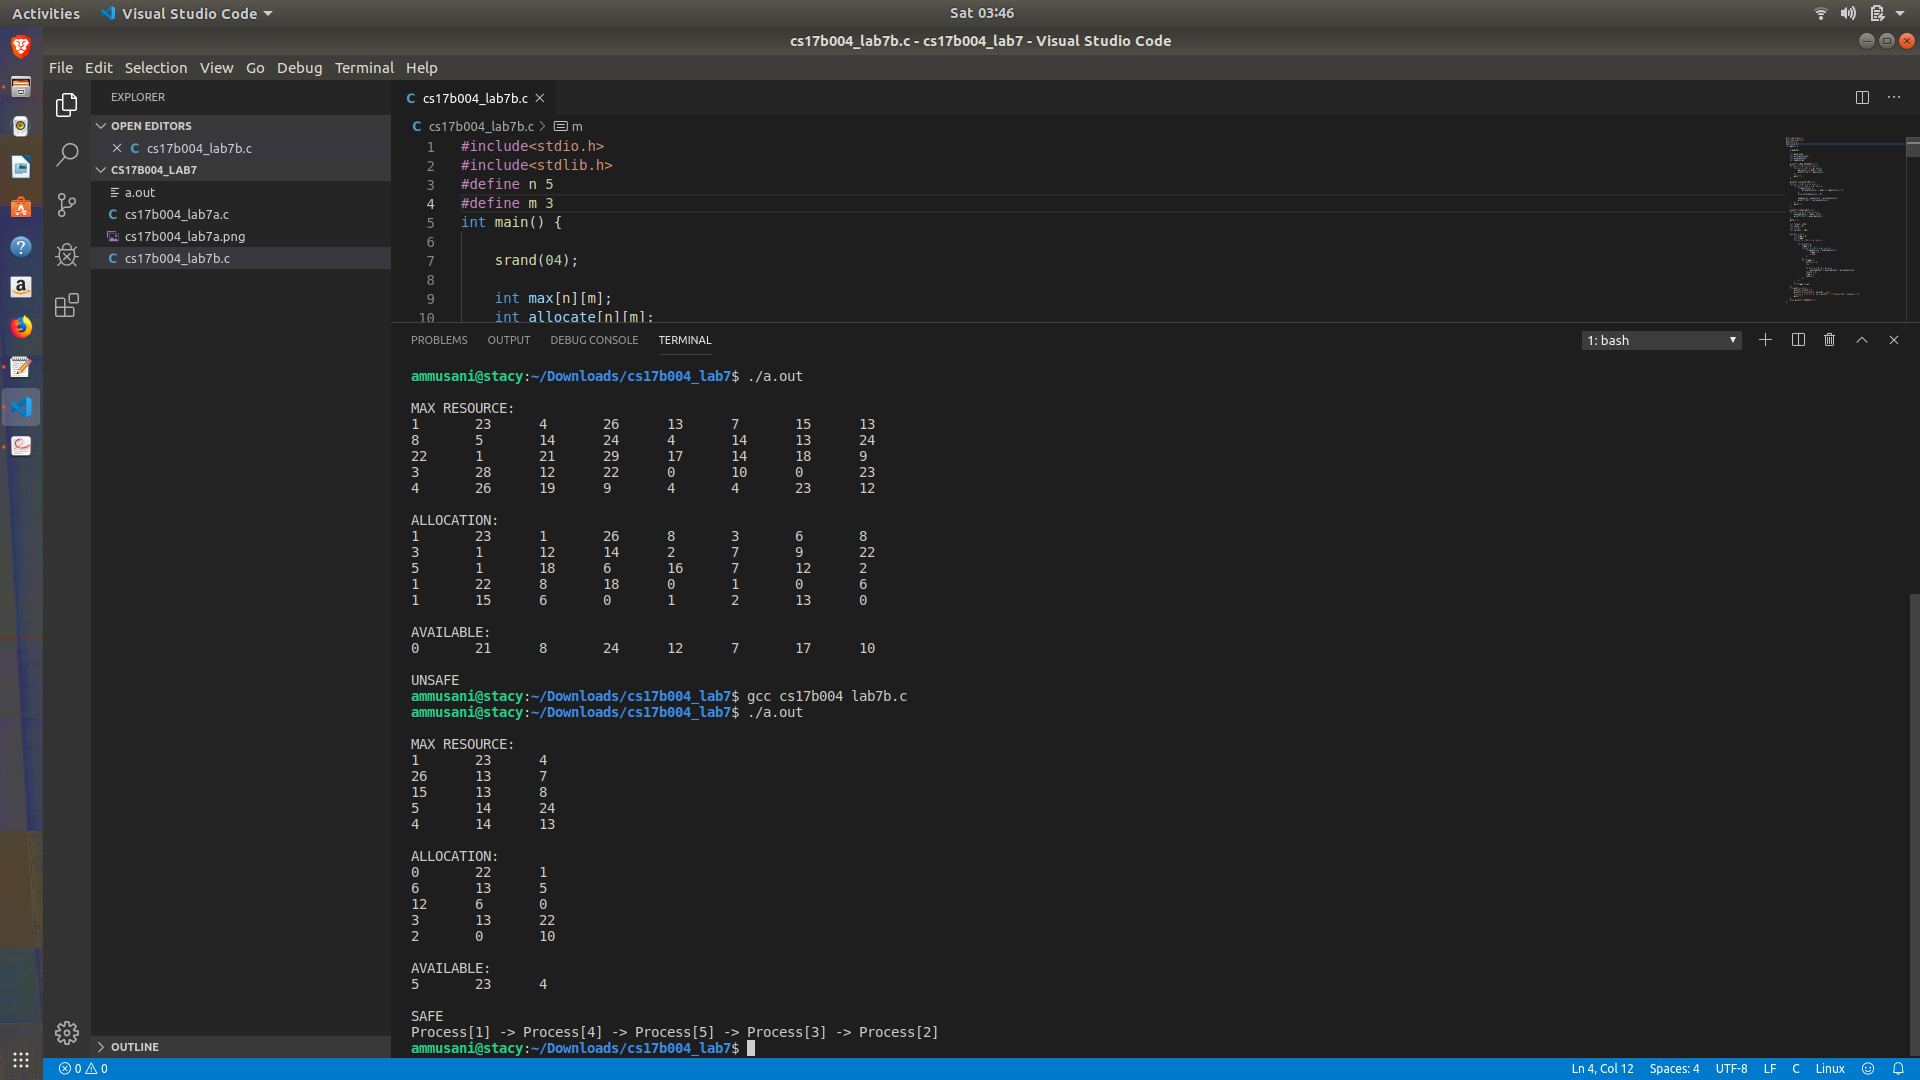 Activities Visual Studio Code Sat 03:46
cs17b004_lab7b.c - cs17b004_lab7 - Visual Studio Code
File Edit Selection View Go Debug Terminal Help
EXPLORER
OPEN EDITORS
cs17b004_lab7b.c
CS17B004_LAB7
a.out
cs17b004_lab7a.c
cs17b004_lab7a.png
cs17b004_lab7b.c
OUTLINE
cs17b004_lab7b.c
cs17b004_lab7b.c > m
1 #include<stdio.h>
2 #include<stdlib.h>
3 #define n 5
4 #define m 3
5 int main() {
6
7 srand(04);
8
9 int max[n][m];
10 int allocate[n][m];
PROBLEMS OUTPUT DEBUG CONSOLE TERMINAL 1: bash
ammusani@stacy:~/Downloads/cs17b004_lab7$ ./a.out
MAX RESOURCE:
1 23 4 26 13 7 15 13
8 5 14 24 4 14 13 24
22 1 21 29 17 14 18 9
3 28 12 22 0 10 0 23
4 26 19 9 4 4 23 12
ALLOCATION:
1 23 1 26 8 3 6 8
3 1 12 14 2 7 9 22
5 1 18 6 16 7 12 2
1 22 8 18 0 1 0 6
1 15 6 0 1 2 13 0
AVAILABLE:
0 21 8 24 12 7 17 10
UNSAFE
ammusani@stacy:~/Downloads/cs17b004_lab7$ gcc cs17b004_lab7b.c
ammusani@stacy:~/Downloads/cs17b004_lab7$ ./a.out
MAX RESOURCE:
1 23 4
26 13 7
15 13 8
5 14 24
4 14 13
ALLOCATION:
0 22 1
6 13 5
12 6 0
3 13 22
2 0 10
AVAILABLE:
5 23 4
SAFE
Process[1] -> Process[4] -> Process[5] -> Process[3] -> Process[2]
ammusani@stacy:~/Downloads/cs17b004_lab7$
0 0 Ln 4, Col 12 Spaces: 4 UTF-8 LF C Linux